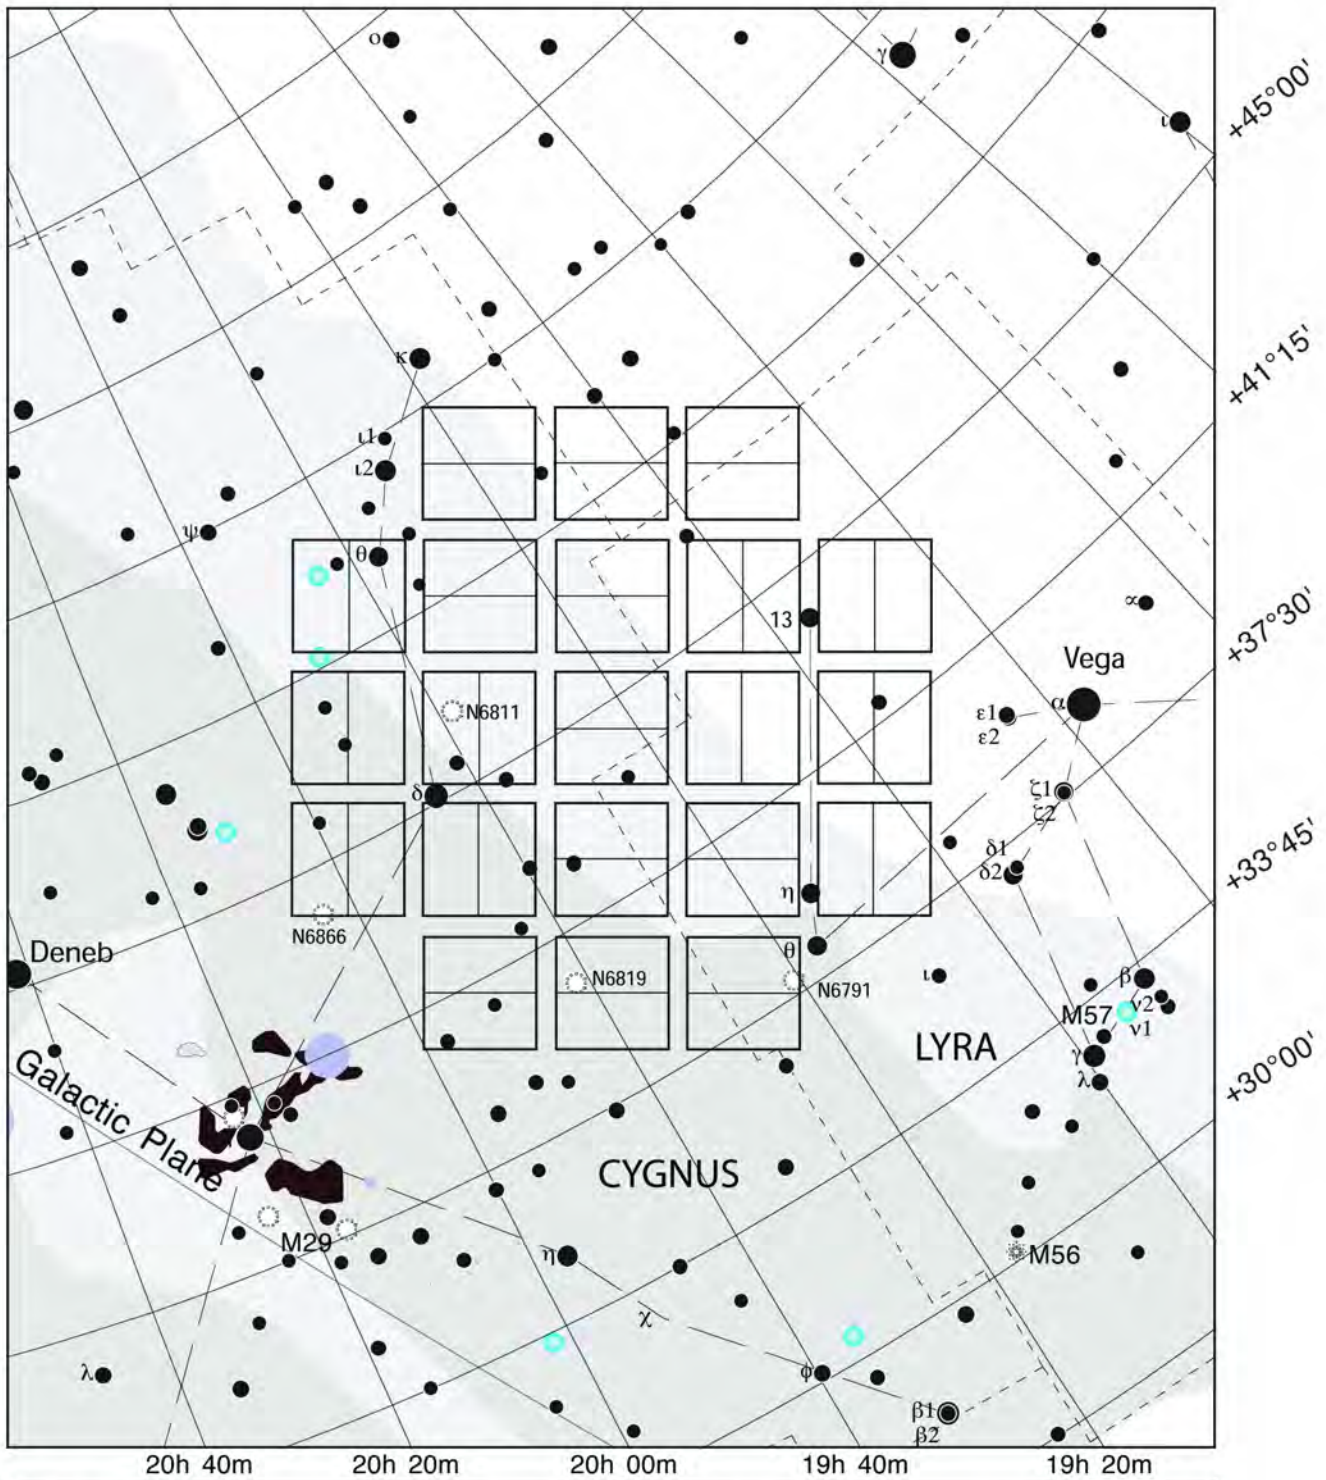 ο
γ
ι
+45°00'
κ
+41°15'
ι1
ι2
ψ
θ
α
13
+37°30'
Vega
α
ε1
ε2
N6811
δ
ζ1
ζ2
+33°45'
δ1
δ2
η
N6866
Deneb
θ
N6819
N6791
ι
β
M57
ν2
ν1
γ
λ
LYRA
+30°00'
Galactic Plane
CYGNUS
M29
η
M56
χ
λ
φ
β1
β2
20h 40m 20h 20m 20h 00m 19h 40m 19h 20m